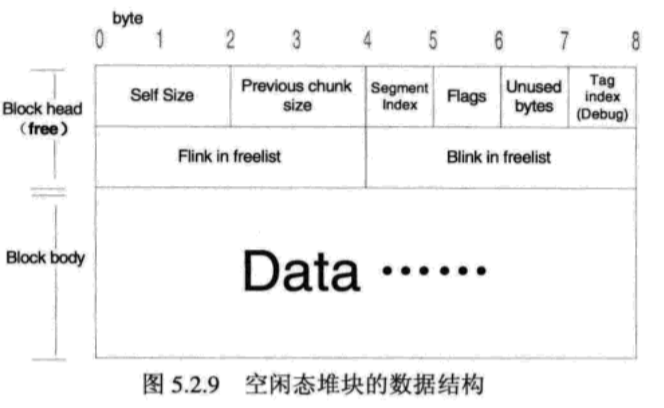 byte
0 1 2 3 4 5 6 7 8
Block head
（free）
Self Size
Previous chunk
size
Segment
Index
Flags
Unused
bytes
Tag
index
(Debug)
Flink in freelist
Blink in freelist
Block body
Data ······
图 5.2.9 空闲态堆块的数据结构